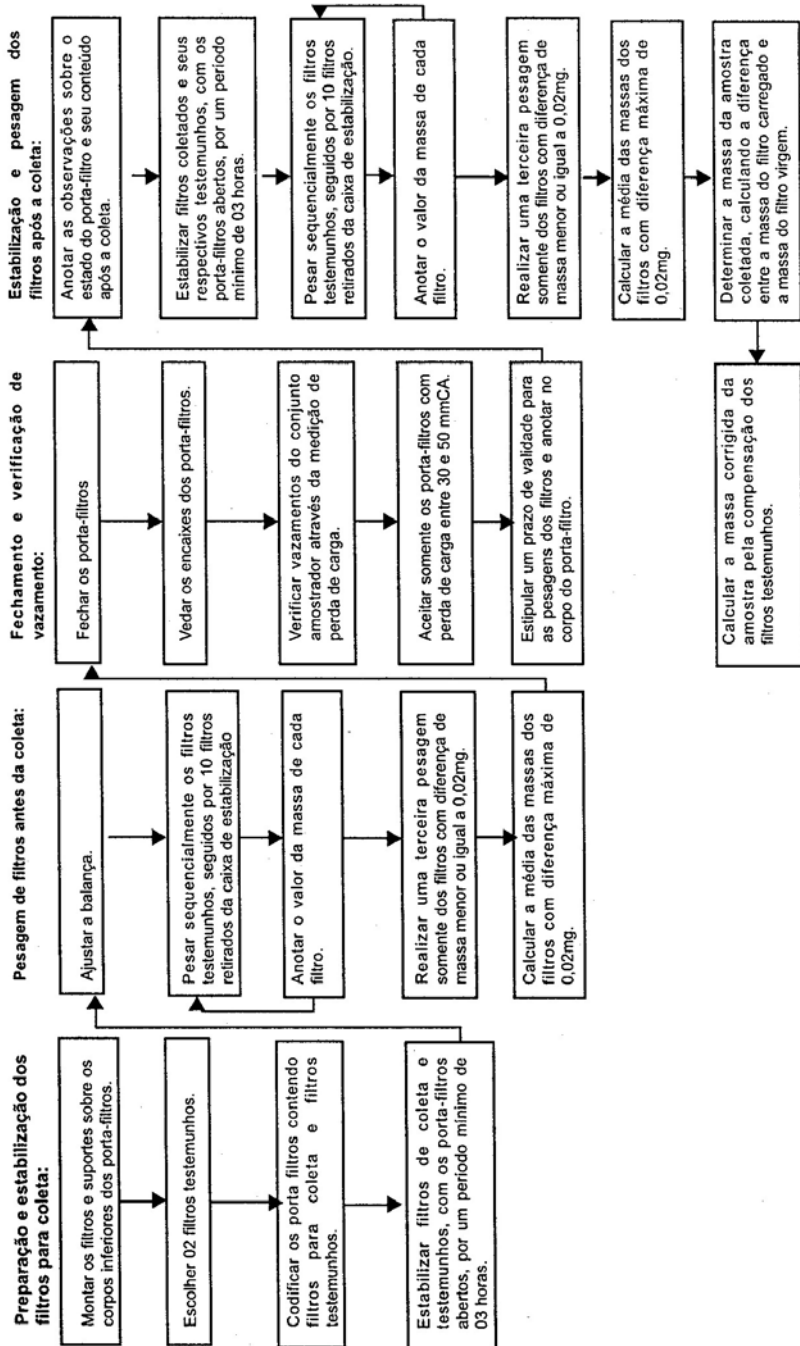 Preparação e estabilização dos
filtros para coleta:
Montar os filtros e suportes sobre os
corpos inferiores dos porta-filtros.
Escolher 02 filtros testemunhos.
Codificar os porta filtros contendo
filtros para coleta e filtros
testemunhos.
Estabilizar filtros de coleta e
testemunhos, com os porta-filtros
abertos, por um período mínimo de
03 horas.
Pesagem de filtros antes da coleta:
Ajustar a balança.
Pesar sequencialmente os filtros
testemunhos, seguidos por 10 filtros
retirados da caixa de estabilização
Anotar o valor da massa de cada
filtro.
Realizar uma terceira pesagem
somente dos filtros com diferença de
massa menor ou igual a 0,02mg.
Calcular a média das massas dos
filtros com diferença máxima de
0,02mg.
Fechamento e verificação de
vazamento:
Fechar os porta-filtros
Vedar os encaixes dos porta-filtros.
Verificar vazamentos do conjunto
amostrador através da medição de
perda de carga.
Aceitar somente os porta-filtros com
perda de carga entre 30 e 50 mmCA.
Estipular um prazo de validade para
as pesagens dos filtros e anotar no
corpo do porta-filtro.
Estabilização e pesagem dos
filtros após a coleta:
Anotar as observações sobre o
estado do porta-filtro e seu conteúdo
após a coleta.
Estabilizar filtros coletados e seus
respectivos testemunhos, com os
porta-filtros abertos, por um período
mínimo de 03 horas.
Pesar sequencialmente os filtros
testemunhos, seguidos por 10 filtros
retirados da caixa de estabilização.
Anotar o valor da massa de cada
filtro.
Realizar uma terceira pesagem
somente dos filtros com diferença de
massa menor ou igual a 0,02mg.
Calcular a média das massas dos
filtros com diferença máxima de
0,02mg.
Determinar a massa da amostra
coletada, calculando a diferença
entre a massa do filtro carregado e
a massa do filtro virgem.
Calcular a massa corrigida da
amostra pela compensação dos
filtros testemunhos.